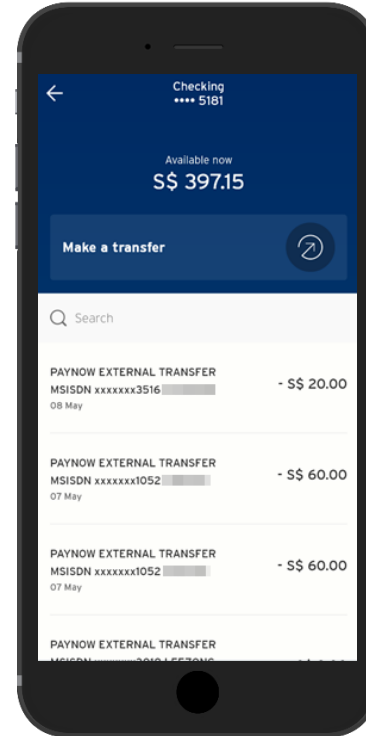 Checking
•••• 5181
Available now
S$ 397.15
Make a transfer
Search
PAYNOW EXTERNAL TRANSFER
MSISDN xxxxxxx3516
- S$ 20.00
08 May
PAYNOW EXTERNAL TRANSFER
MSISDN xxxxxxx1052
- S$ 60.00
07 May
PAYNOW EXTERNAL TRANSFER
MSISDN xxxxxxx1052
- S$ 60.00
07 May
PAYNOW EXTERNAL TRANSFER
MSISDN